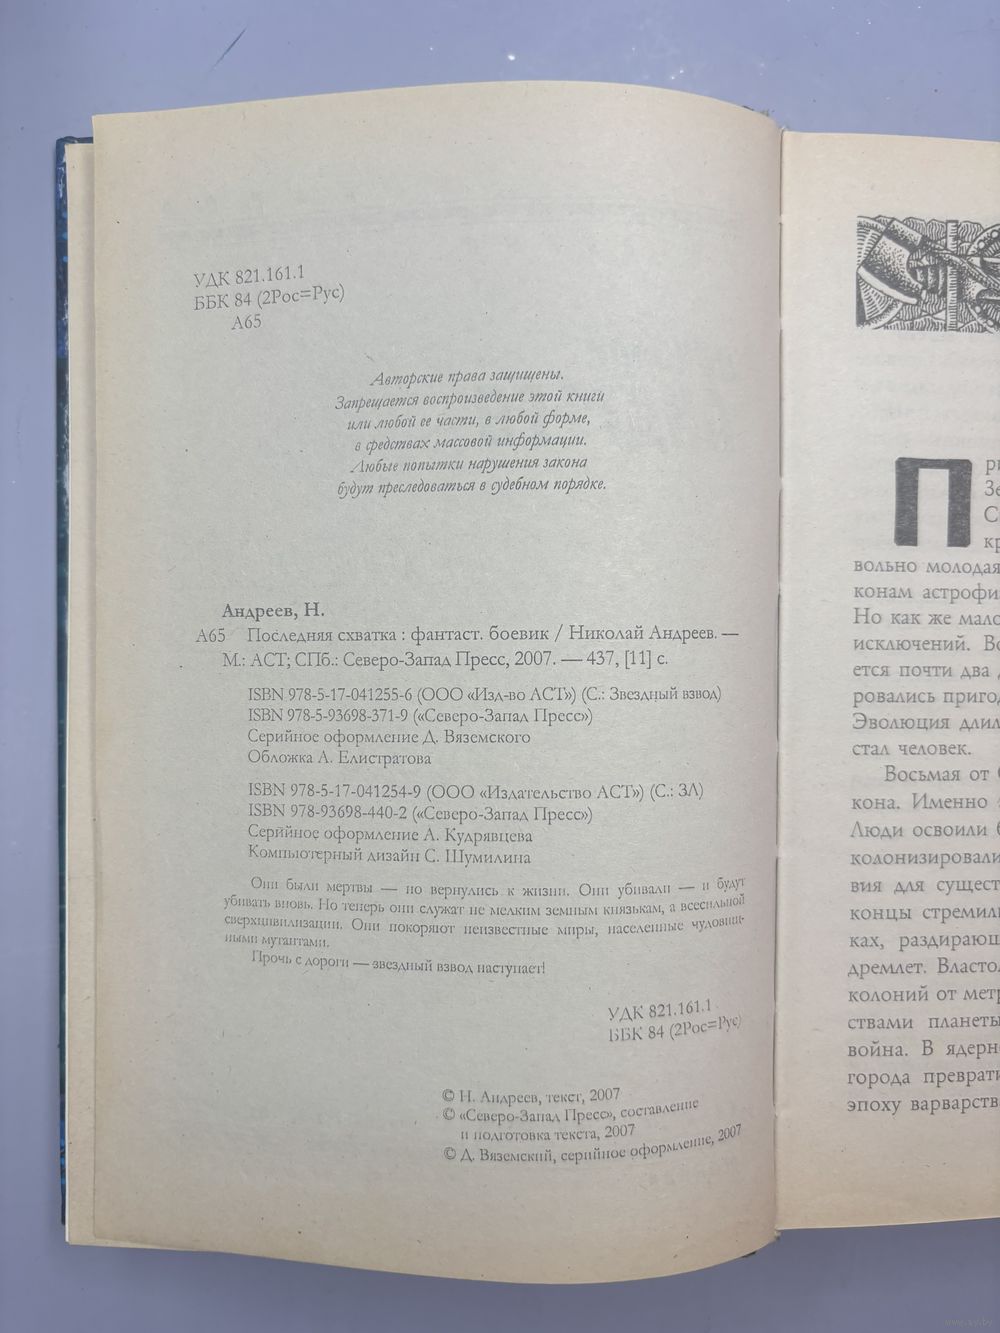 УДК 821.161.1
ББК 84 (2Рос=Рус)
А65
Авторские права защищены.
Запрещается воспроизведение этой книги
или любой ее части, в любой форме,
в средствах массовой информации.
Любые попытки нарушения закона
будут преследоваться в судебном порядке.
Андреев, Н.
А65 Последняя схватка : фантаст. боевик / Николай Андреев. —
М.: АСТ; СПб.: Северо-Запад Пресс, 2007. — 437, [11] с.
ISBN 978-5-17-041255-6 (ООО «Изд-во АСТ») (С.: Звездный взвод)
ISBN 978-5-93698-371-9 («Северо-Запад Пресс»)
Серийное оформление Д. Вяземского
Обложка А. Елистратова
ISBN 978-5-17-041254-9 (ООО «Издательство АСТ») (С.: ЗЛ)
ISBN 978-93698-440-2 («Северо-Запад Пресс»)
Серийное оформление А. Кудрявцева
Компьютерный дизайн С. Шумилина
Они были мертвы — но вернулись к жизни. Они убивали — и будут
убивать вновь. Но теперь они служат не мелким земным князькам, а всесильной
сверхцивилизации. Они покоряют неизвестные миры, населенные чудовищ-
ными мутантами.
Прочь с дороги — звездный взвод наступает!
УДК 821.161.1
ББК 84 (2Рос=Рус)
© Н. Андреев, текст, 2007
© «Северо-Запад Пресс», составление
и подготовка текста, 2007
© Д. Вяземский, серийное оформление, 2007
П
вольно молодая
конам астрофи
Но как же мало
исключений. Вс
ется почти два
ровались приго
Эволюция длил
стал человек.
Восьмая от
кона. Именно
Люди освоили
колонизировали
вия для сущест
концы стремил
ках, раздираю
дремлет. Власто
колоний от мет
ствами планеты
война. В ядерн
города преврати
эпоху варварства